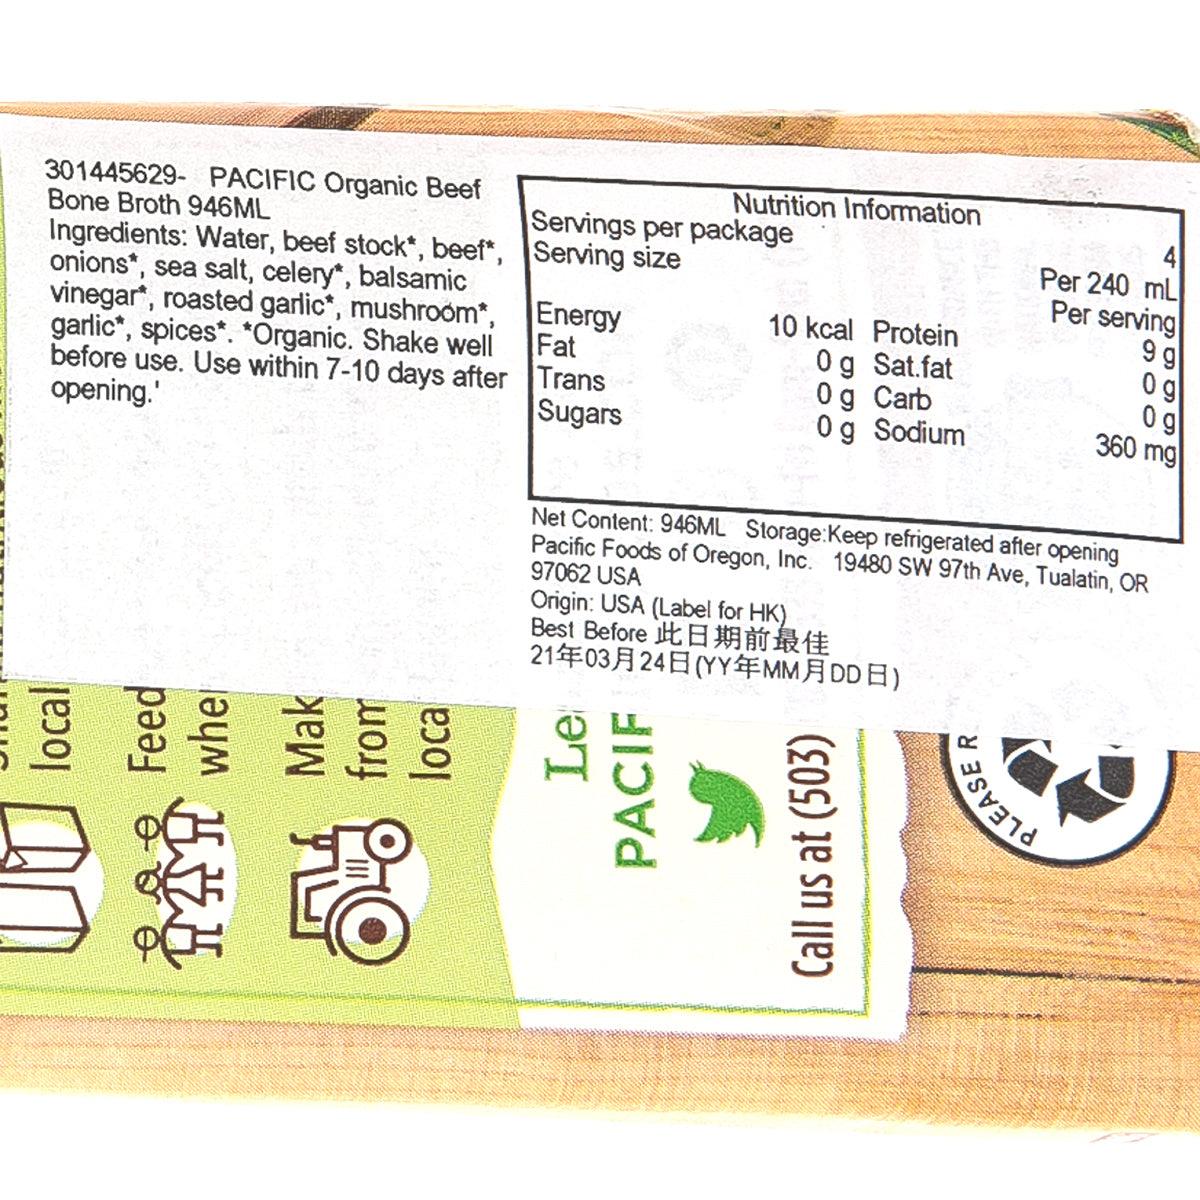 301445629- PACIFIC Organic Beef
Bone Broth 946ML
Ingredients: Water, beef stock*, beef*,
onions*, sea salt, celery*, balsamic
vinegar*, roasted garlic*, mushroom*,
garlic*, spices*. *Organic. Shake well
before use. Use within 7-10 days after
opening.'
Nutrition Information
Servings per package 4
Serving size Per 240 mL
Per serving
Energy 10 kcal Protein 9 g
Fat 0 g Sat.fat 0 g
Trans 0 g Carb 0 g
Sugars 0 g Sodium 360 mg
Net Content: 946ML Storage:Keep refrigerated after opening
Pacific Foods of Oregon, Inc. 19480 SW 97th Ave, Tualatin, OR
97062 USA
Origin: USA (Label for HK)
Best Before 此日期前最佳
21年03月24日(YY年MM月DD日)
local
Feed
Mak
from
loca
PACIF
Call us at (503)
PLEASE R